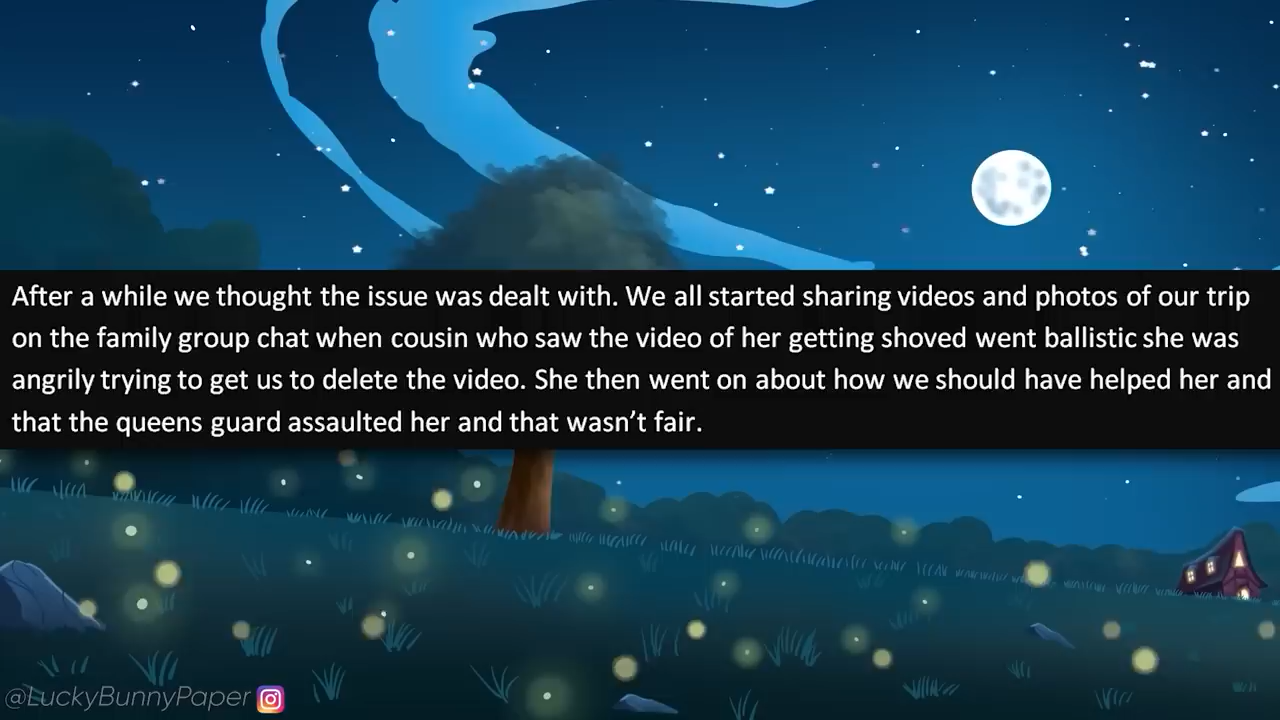 After a while we thought the issue was dealt with. We all started sharing videos and photos of our trip
on the family group chat when cousin who saw the video of her getting shoved went ballistic she was
angrily trying to get us to delete the video. She then went on about how we should have helped her and
that the queens guard assaulted her and that wasn’t fair.
@LuckyBunnyPaper